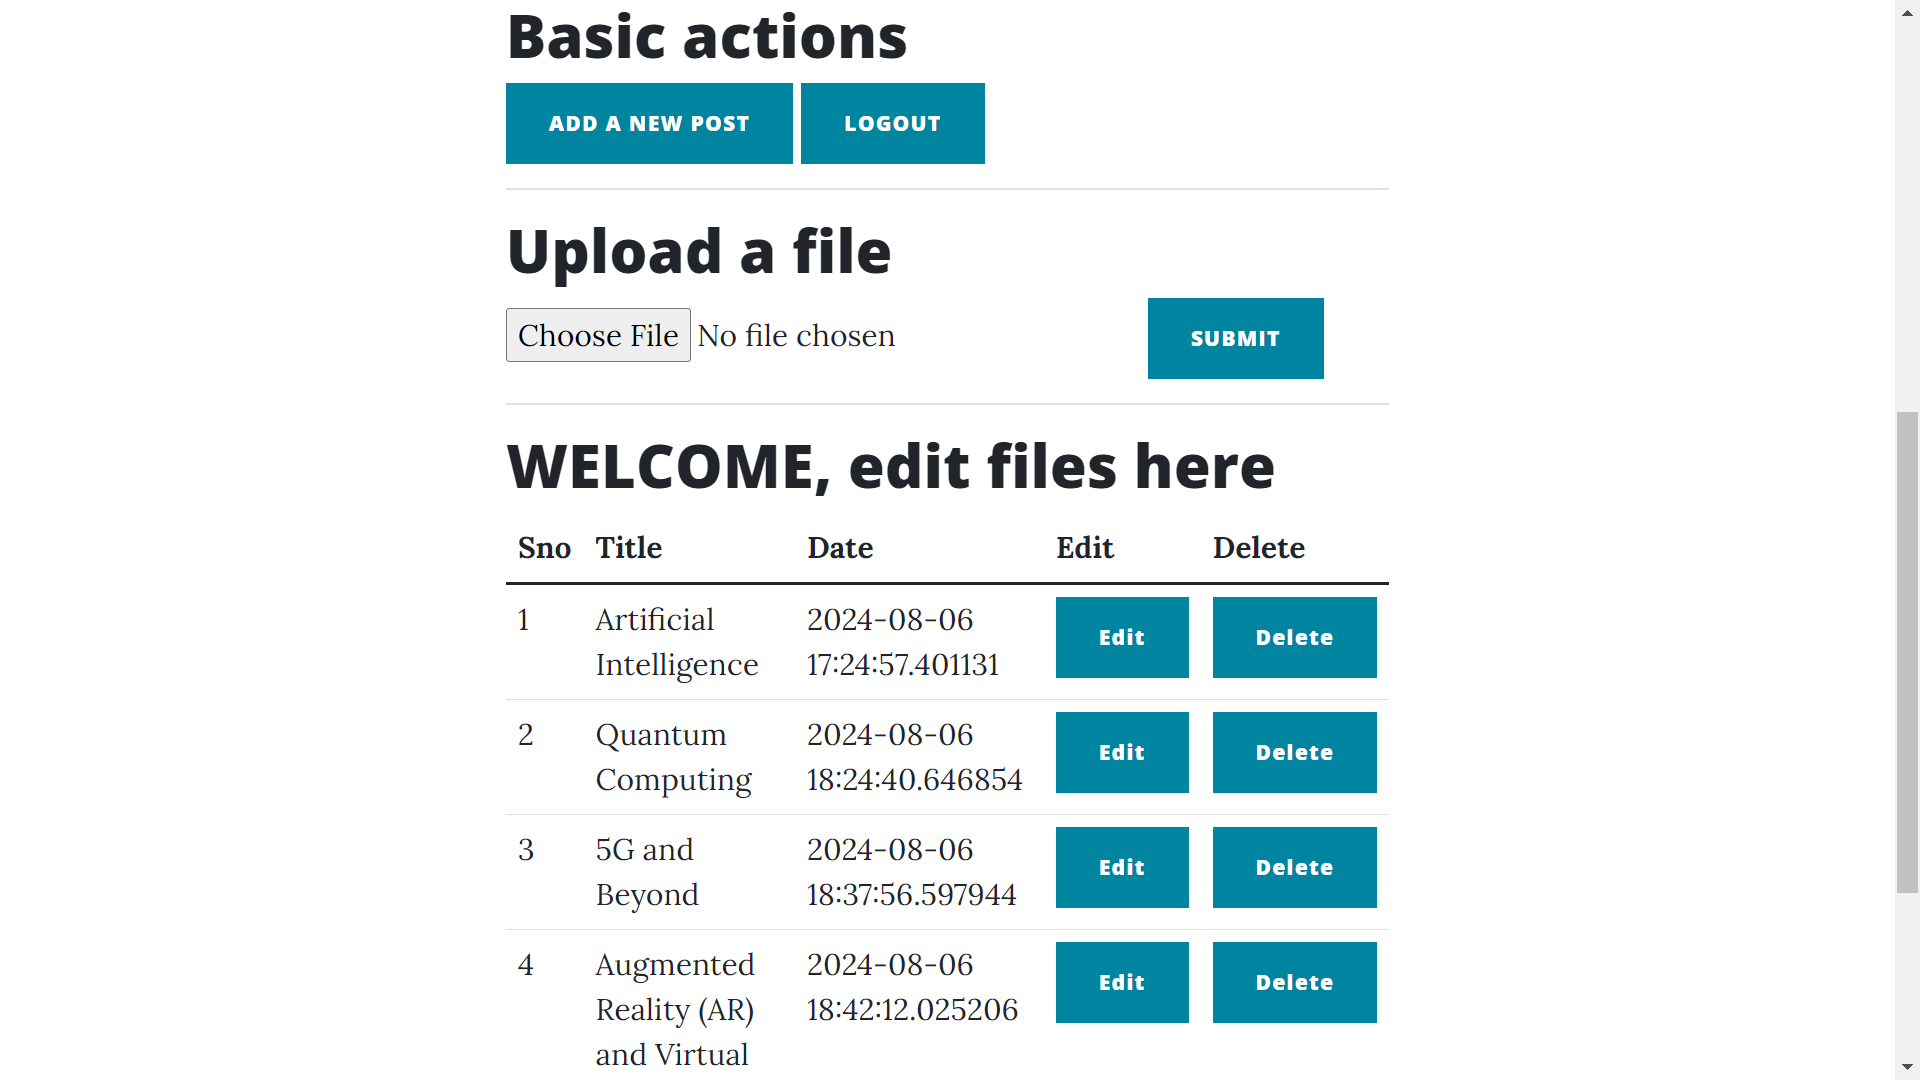 Basic actions
ADD A NEW POST LOGOUT
Upload a file
Choose File No file chosen SUBMIT
WELCOME, edit files here
Sno Title Date Edit Delete
1 Artificial 2024-08-06 Edit Delete
Intelligence 17:24:57.401131
2 Quantum 2024-08-06 Edit Delete
Computing 18:24:40.646854
3 5G and 2024-08-06 Edit Delete
Beyond 18:37:56.597944
4 Augmented 2024-08-06 Edit Delete
Reality (AR) 18:42:12.025206
and Virtual